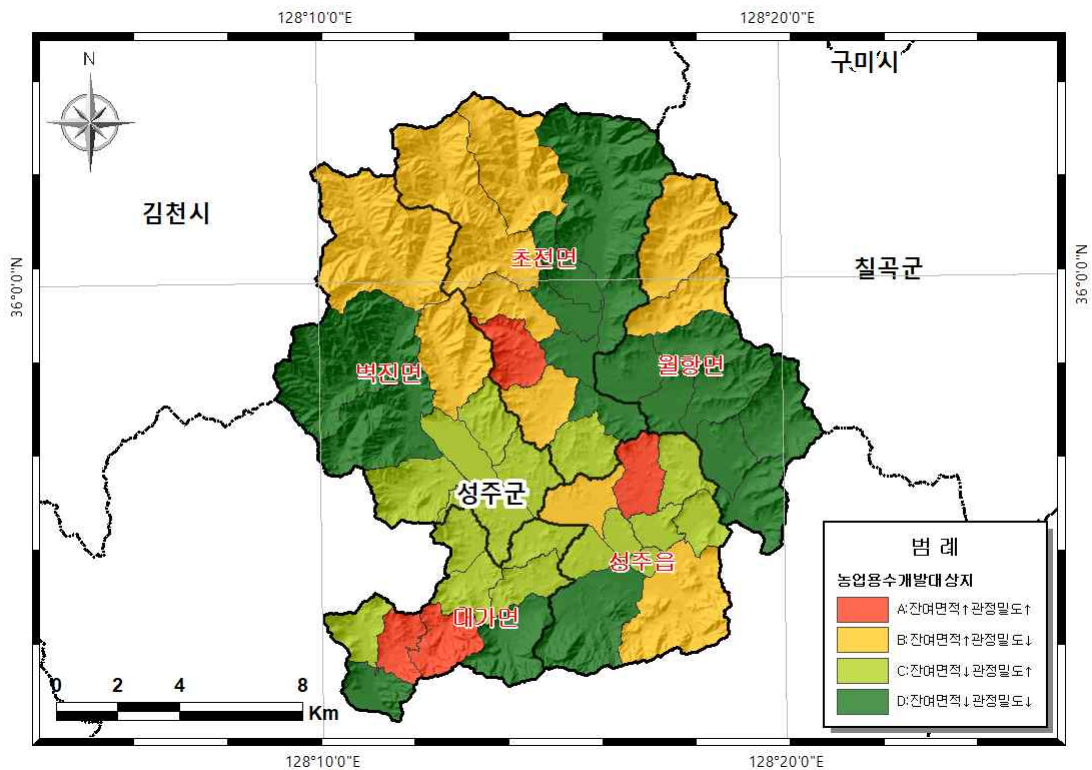 128°10'0"E
128°20'0"E
N
구미시
김천시
초전면
칠곡군
36°0'0"N
36°0'0"N
벽진면
월항면
성주군
성주읍
대가면
범 례
농업용수개발대상지
A:잔여면적↑관정밀도↑
B:잔여면적↑관정밀도↓
C:잔여면적↓관정밀도↑
D:잔여면적↓관정밀도↓
0 2 4 8
Km
128°10'0"E
128°20'0"E